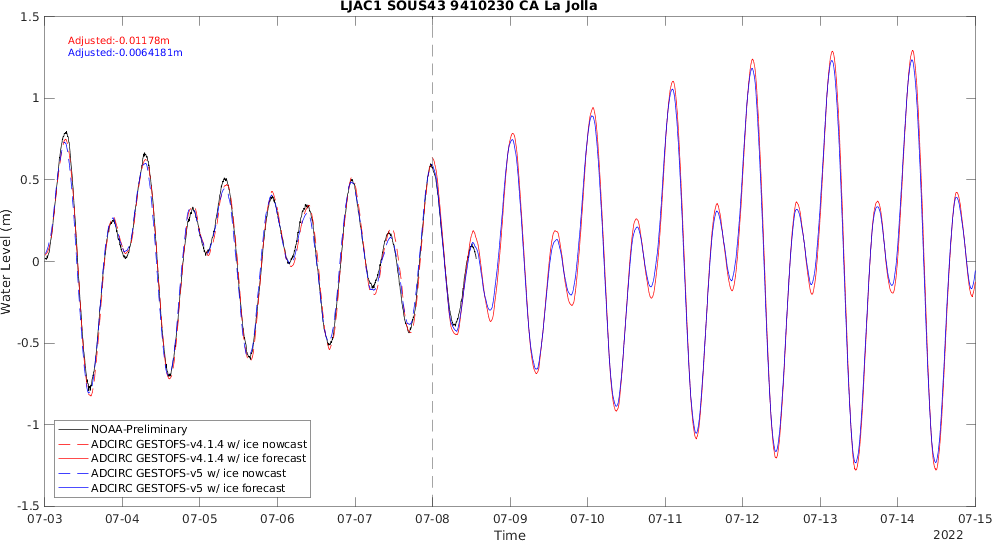 LJAC1 SOUS43 9410230 CA La Jolla
Adjusted:-0.01178m
Adjusted:-0.0064181m
1.5
1
0.5
0
-0.5
-1
-1.5
Water Level (m)
NOAA-Preliminary
ADCIRC GESTOFS-v4.1.4 w/ ice nowcast
ADCIRC GESTOFS-v4.1.4 w/ ice forecast
ADCIRC GESTOFS-v5 w/ ice nowcast
ADCIRC GESTOFS-v5 w/ ice forecast
07-03 07-04 07-05 07-06 07-07 07-08 07-09 07-10 07-11 07-12 07-13 07-14 07-15
Time
2022